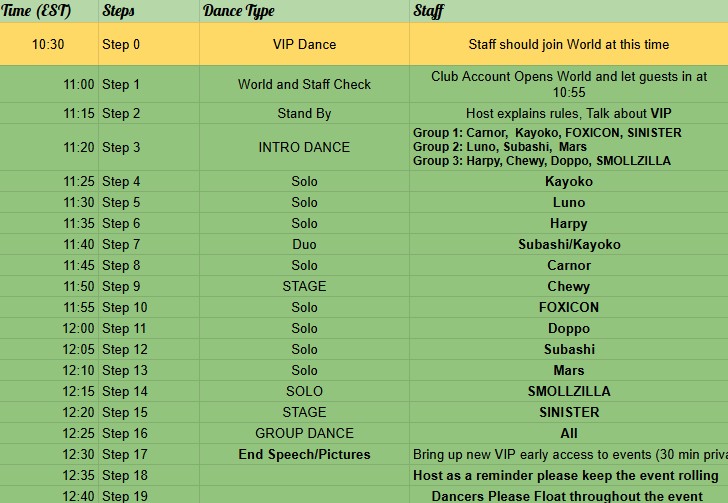 Time (EST) Steps Dance Type Staff
10:30 Step 0 VIP Dance Staff should join World at this time
11:00 Step 1 World and Staff Check Club Account Opens World and let guests in at
10:55
11:15 Step 2 Stand By Host explains rules, Talk about VIP
11:20 Step 3 INTRO DANCE Group 1: Carnor, Kayoko, FOXICON, SINISTER
Group 2: Luno, Subashi, Mars
Group 3: Harpy, Chewy, Doppo, SMOLLZILLA
11:25 Step 4 Solo Kayoko
11:30 Step 5 Solo Luno
11:35 Step 6 Solo Harpy
11:40 Step 7 Duo Subashi/Kayoko
11:45 Step 8 Solo Carnor
11:50 Step 9 STAGE Chewy
11:55 Step 10 Solo FOXICON
12:00 Step 11 Solo Doppo
12:05 Step 12 Solo Subashi
12:10 Step 13 Solo Mars
12:15 Step 14 SOLO SMOLLZILLA
12:20 Step 15 STAGE SINISTER
12:25 Step 16 GROUP DANCE All
12:30 Step 17 End Speech/Pictures Bring up new VIP early access to events (30 min priva
12:35 Step 18 Host as a reminder please keep the event rolling
12:40 Step 19 Dancers Please Float throughout the event